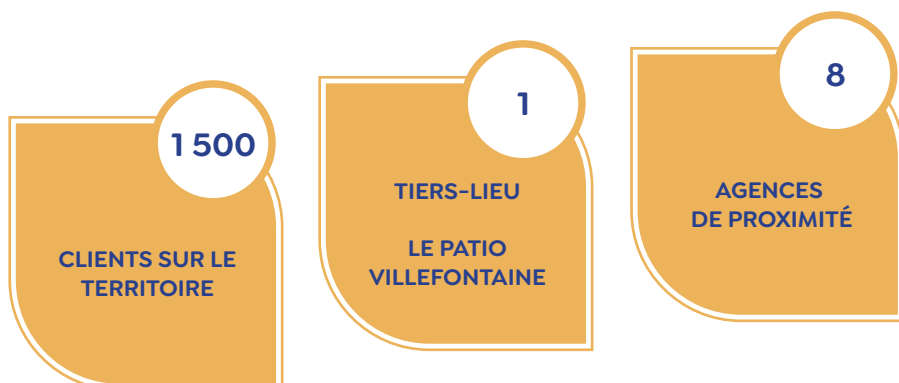 1 500
CLIENTS SUR LE
TERRITOIRE
1
TIERS-LIEU
LE PATIO
VILLEFONTAINE
8
AGENCES
DE PROXIMITÉ